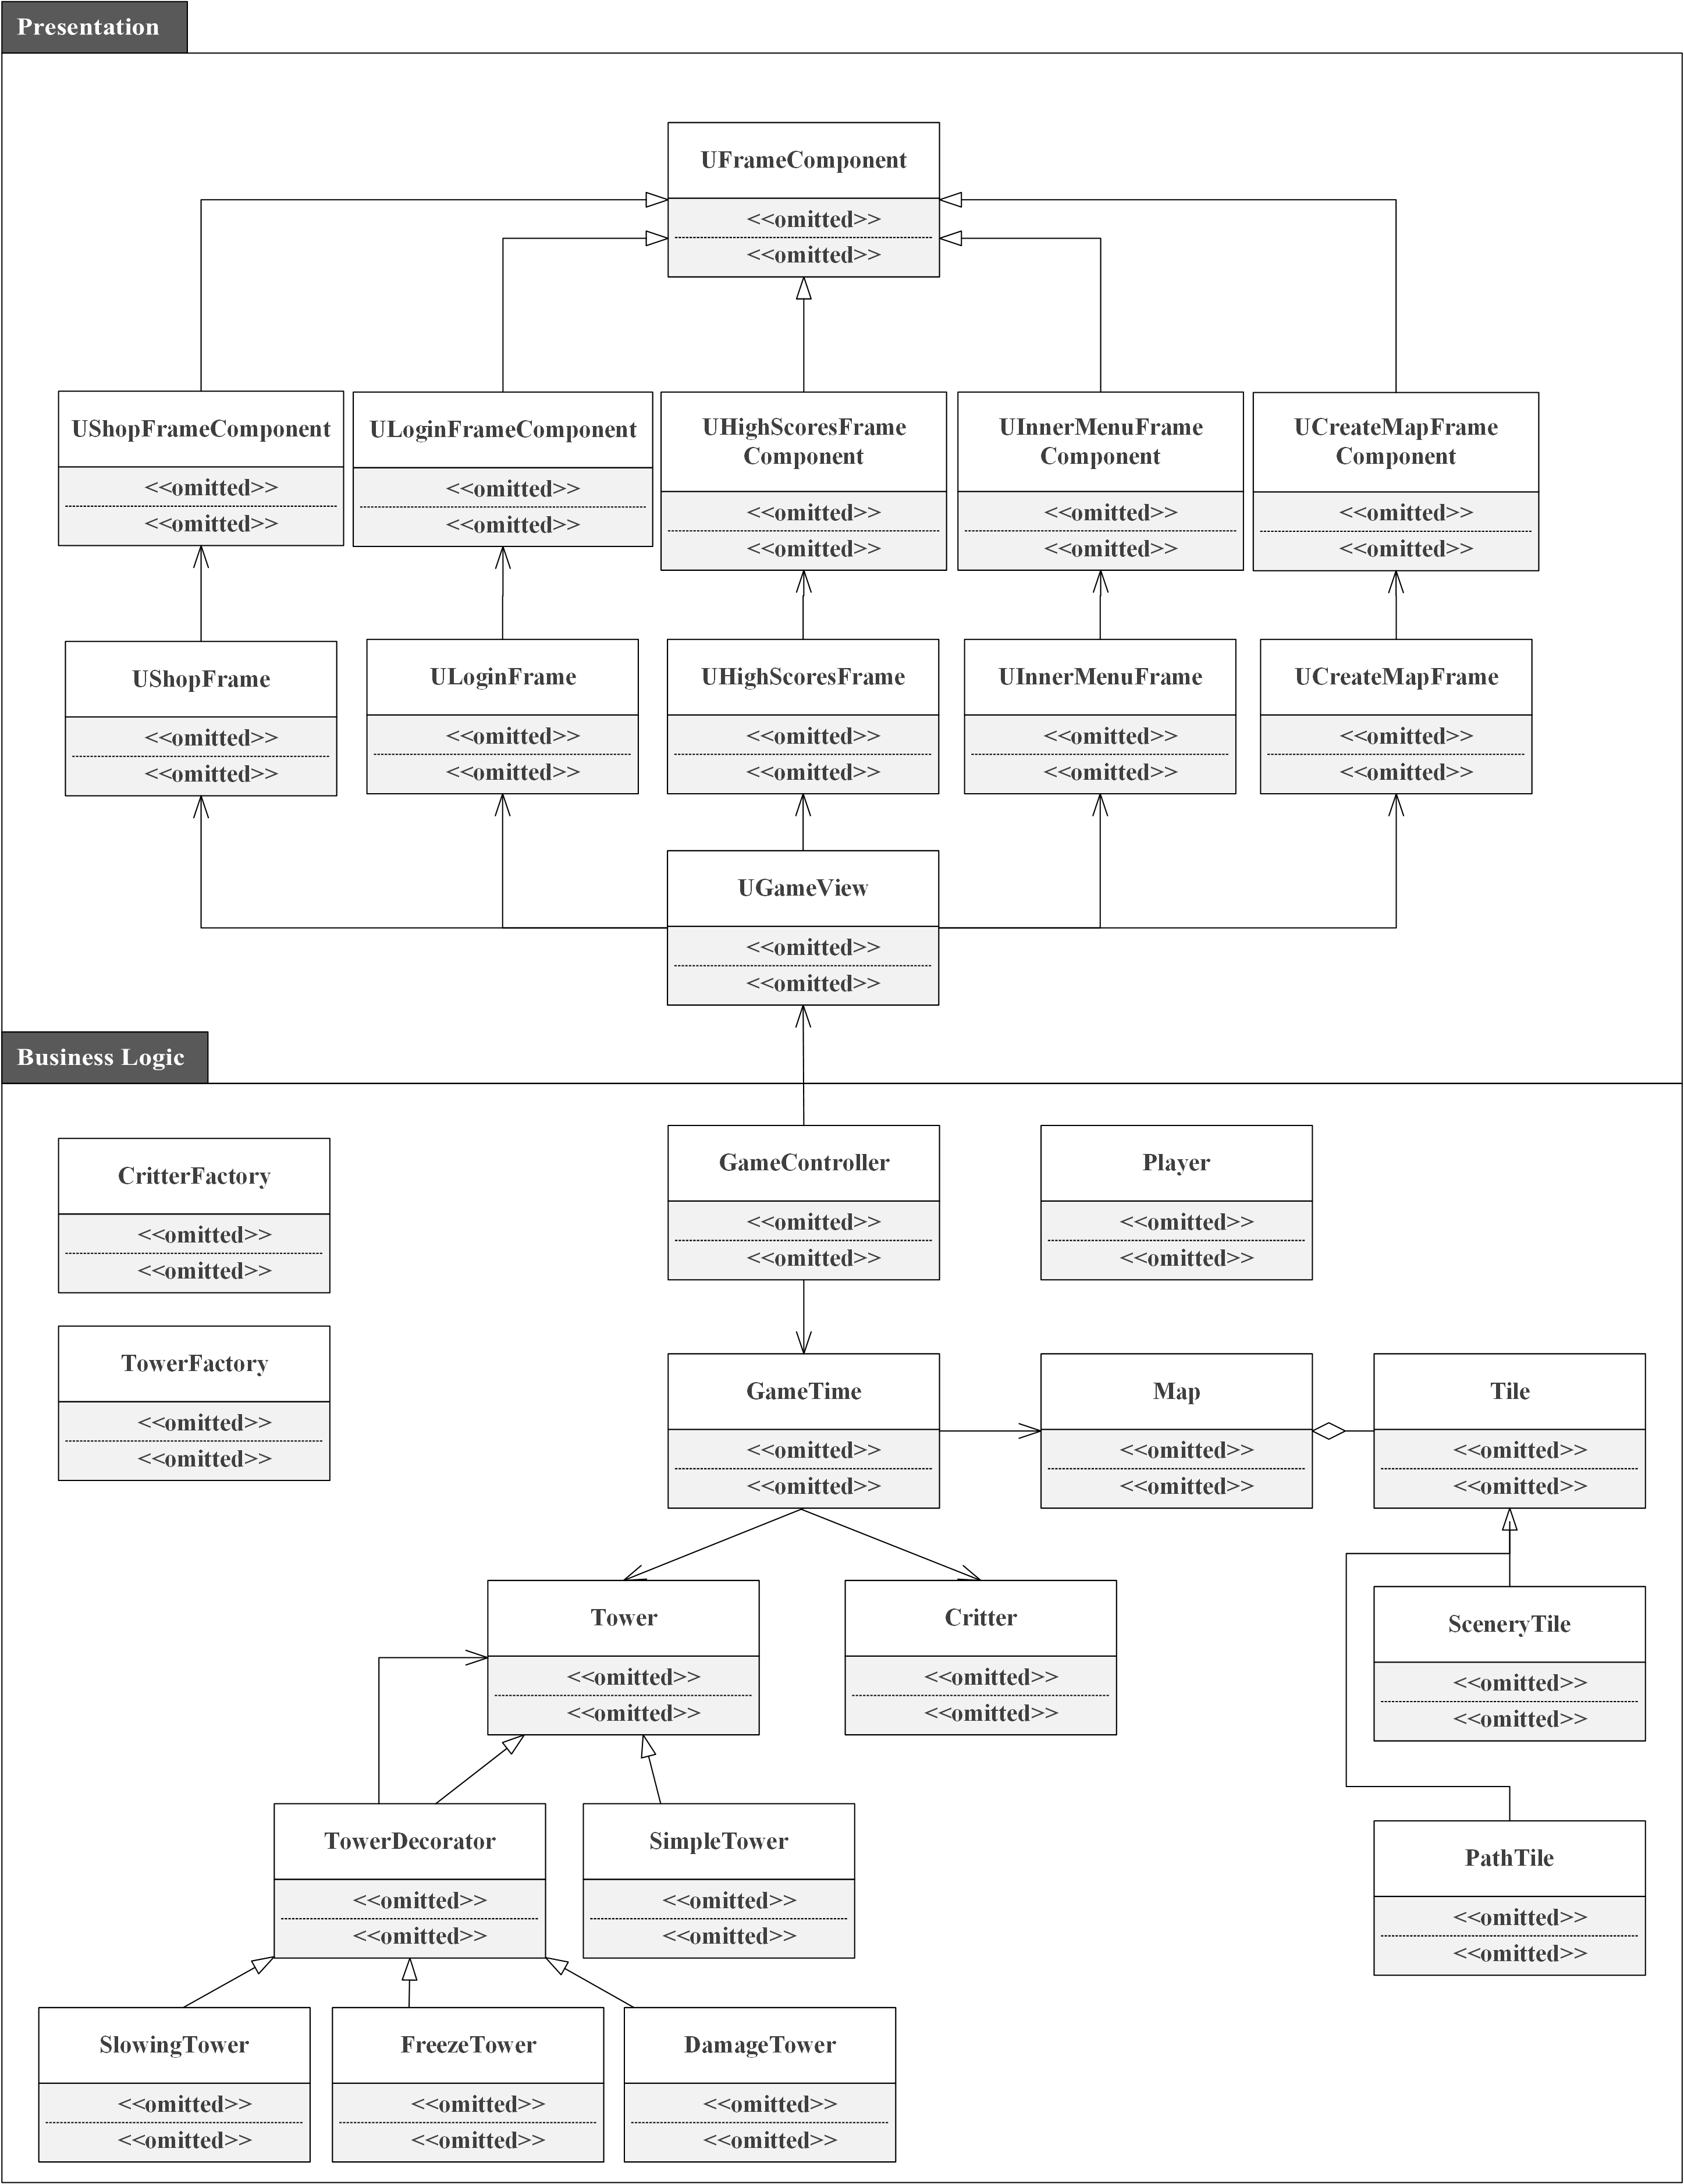 Presentation
UFrameComponent
<<omitted>>
<<omitted>>
UShopFrameComponent
<<omitted>>
<<omitted>>
ULoginFrameComponent
<<omitted>>
<<omitted>>
UHighScoresFrame
Component
<<omitted>>
<<omitted>>
UInnerMenuFrame
Component
<<omitted>>
<<omitted>>
UCreateMapFrame
Component
<<omitted>>
<<omitted>>
UShopFrame
<<omitted>>
<<omitted>>
ULoginFrame
<<omitted>>
<<omitted>>
UHighScoresFrame
<<omitted>>
<<omitted>>
UInnerMenuFrame
<<omitted>>
<<omitted>>
UCreateMapFrame
<<omitted>>
<<omitted>>
UGameView
<<omitted>>
<<omitted>>
Business Logic
CritterFactory
<<omitted>>
<<omitted>>
GameController
<<omitted>>
<<omitted>>
Player
<<omitted>>
<<omitted>>
TowerFactory
<<omitted>>
<<omitted>>
GameTime
<<omitted>>
<<omitted>>
Map
<<omitted>>
<<omitted>>
Tile
<<omitted>>
<<omitted>>
Tower
<<omitted>>
<<omitted>>
Critter
<<omitted>>
<<omitted>>
SceneryTile
<<omitted>>
<<omitted>>
TowerDecorator
<<omitted>>
<<omitted>>
SimpleTower
<<omitted>>
<<omitted>>
PathTile
<<omitted>>
<<omitted>>
SlowingTower
<<omitted>>
<<omitted>>
FreezeTower
<<omitted>>
<<omitted>>
DamageTower
<<omitted>>
<<omitted>>